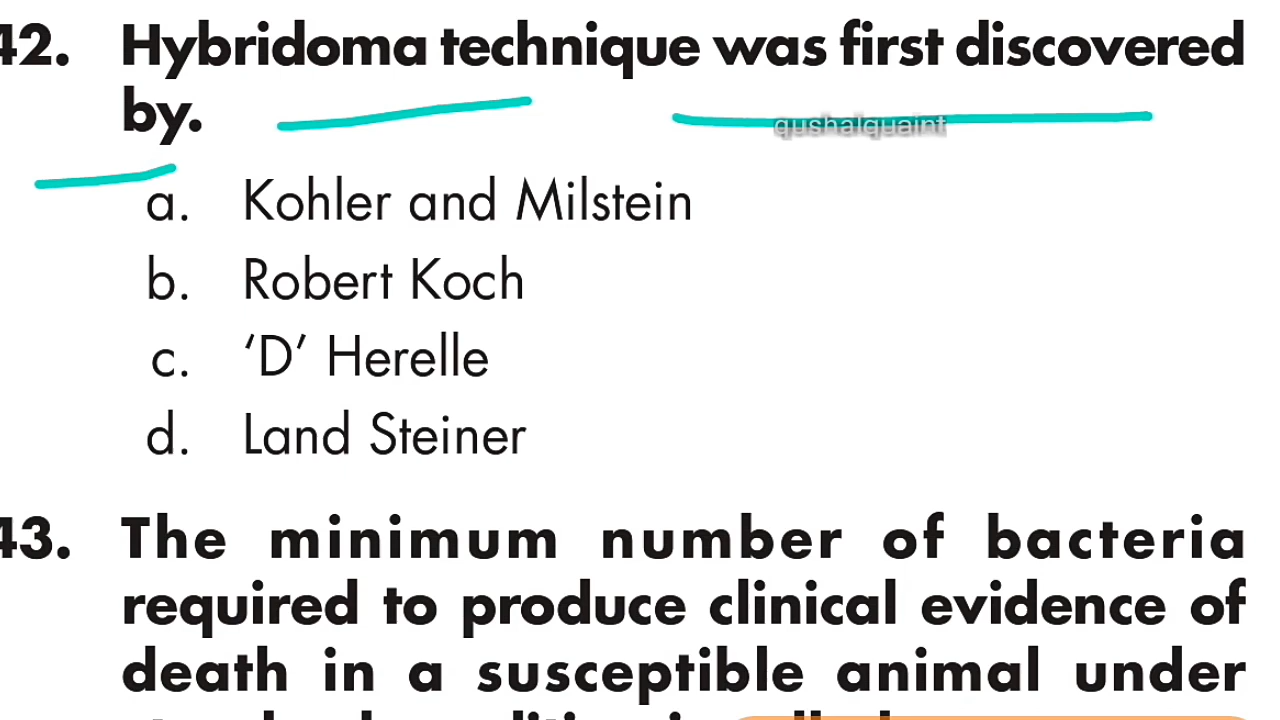 42. Hybridoma technique was first discovered
by.
qushalquaint
a. Kohler and Milstein
b. Robert Koch
c. ‘D’ Herelle
d. Land Steiner
43. The minimum number of bacteria
required to produce clinical evidence of
death in a susceptible animal under